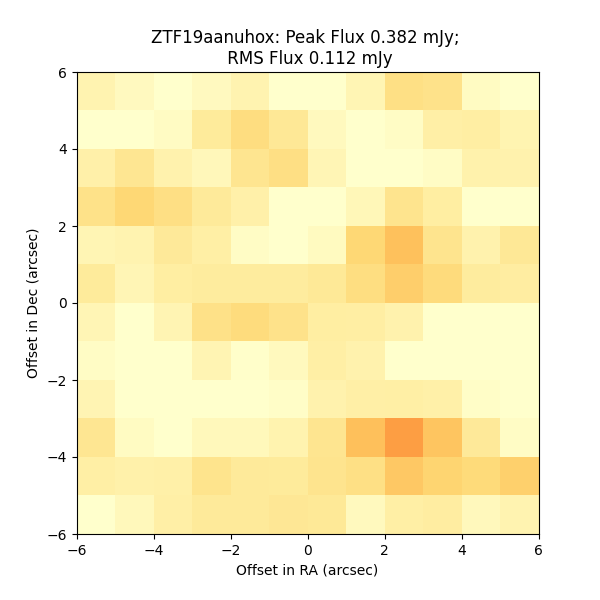 ZTF19aanuhox: Peak Flux 0.382 mJy;
RMS Flux 0.112 mJy
6
4
2
0
−2
−4
−6
Offset in Dec (arcsec)
−6 −4 −2 0 2 4 6
Offset in RA (arcsec)